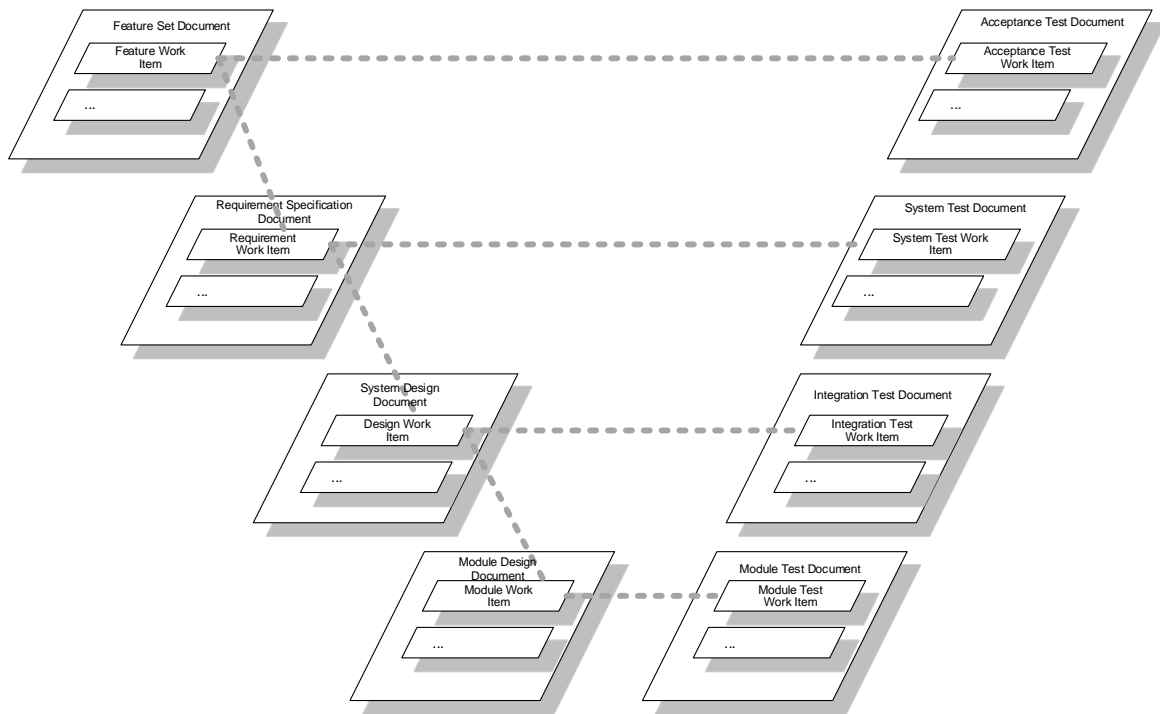 Feature Set Document
Feature Work
Item
...
Acceptance Test Document
Acceptance Test
Work Item
...
Requirement Specification
Document
Requirement
Work Item
...
System Test Document
System Test Work
Item
...
System Design
Document
Design Work
Item
...
Integration Test Document
Integration Test
Work Item
...
Module Design
Document
Module Work
Item
...
Module Test Document
Module Test
Work Item
...